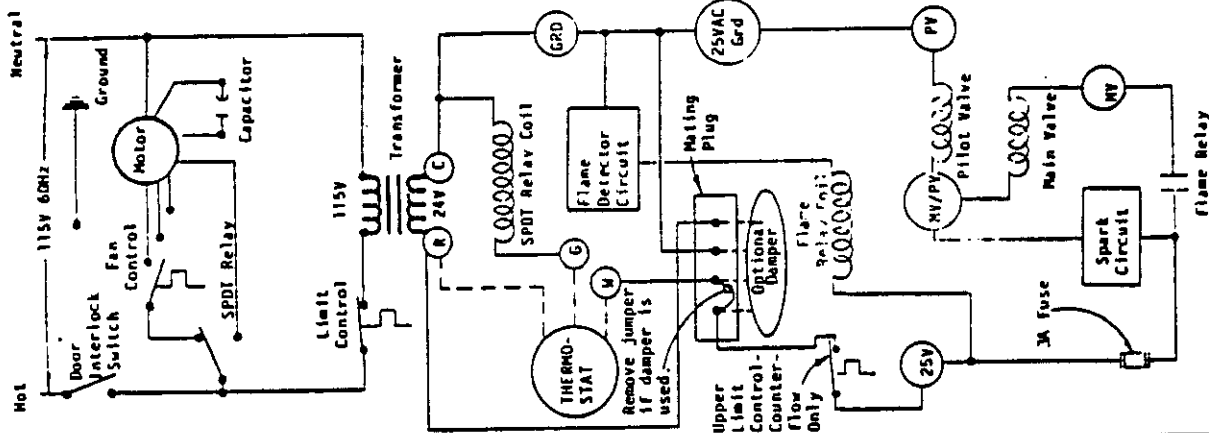 Hot
Neutral
115V 60Hz
Ground
Door
Interlock
Switch
Fan
Control
Motor
Capacitor
SPDT Relay
Limit
Control
115V
Transformer
24V
R
C
SPDT Relay Coil
GRD
25VAC
Grd
PV
THERMO-
STAT
G
W
Flame
Detector
Circuit
Mating
Plug
Remove jumper
if damper is
used.
Optional
Damper
Flame
Relay Coil
Pilot Valve
MV/PV
Main Valve
MV
Upper
Limit
Control-
Counter-
Flow
Only
25V
3A Fuse
Spark
Circuit
Flame Relay